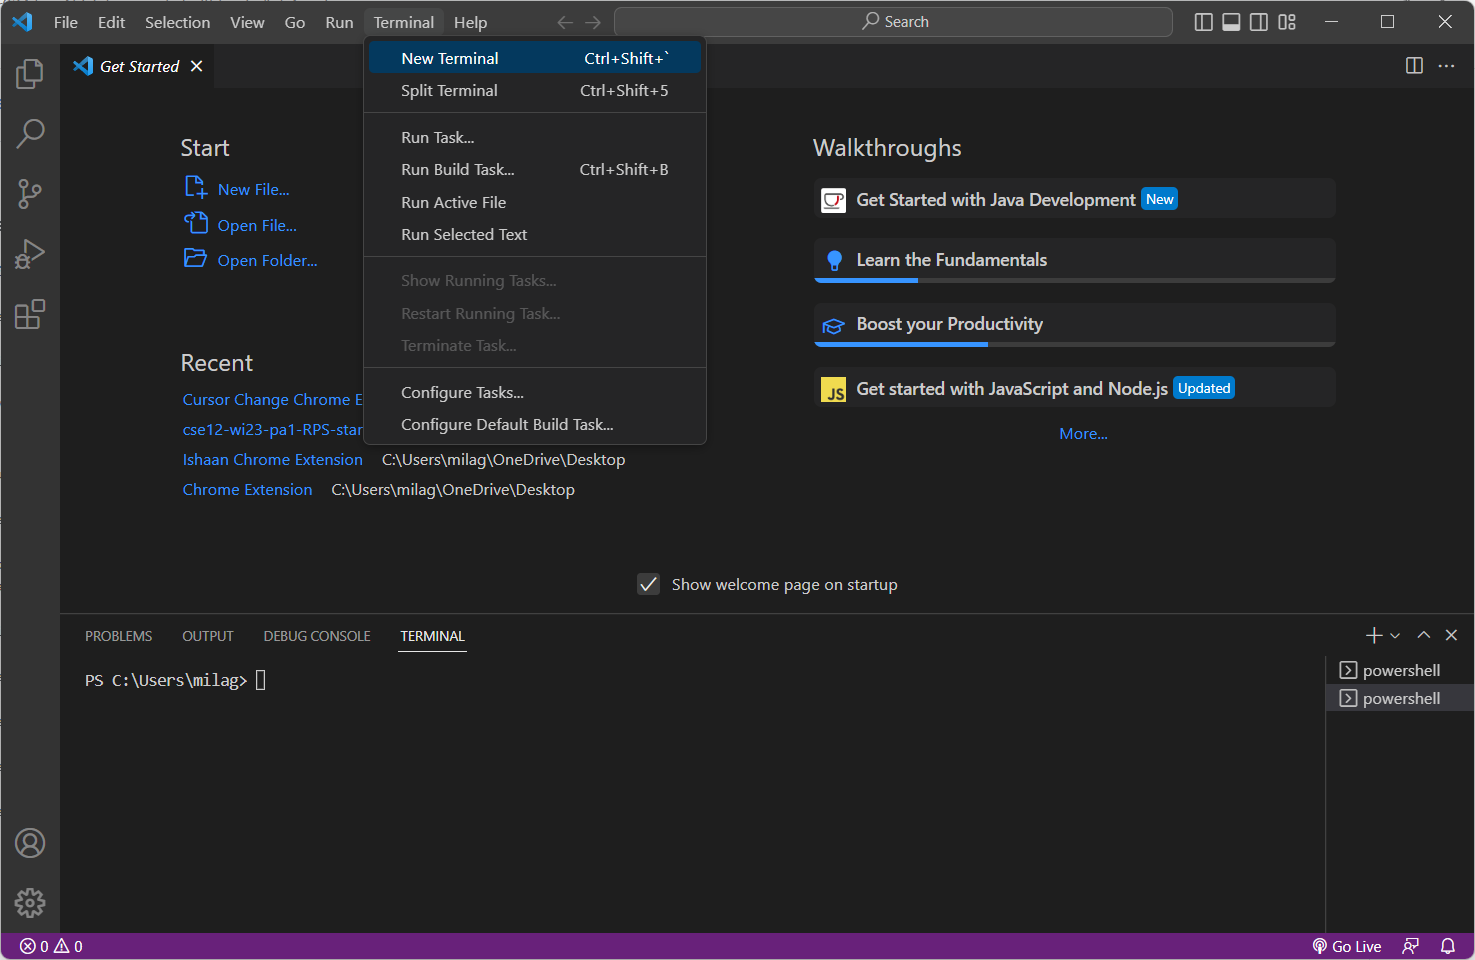 File Edit Selection View Go Run Terminal Help Search
Get Started
New Terminal Ctrl+Shift+`
Split Terminal Ctrl+Shift+5
Run Task...
Run Build Task... Ctrl+Shift+B
Run Active File
Run Selected Text
Show Running Tasks...
Restart Running Task...
Terminate Task...
Configure Tasks...
Configure Default Build Task...
Start
New File...
Open File...
Open Folder...
Recent
Cursor Change Chrome E
cse12-wi23-pa1-RPS-star
Ishaan Chrome Extension C:\Users\milag\OneDrive\Desktop
Chrome Extension C:\Users\milag\OneDrive\Desktop
Walkthroughs
Get Started with Java Development New
Learn the Fundamentals
Boost your Productivity
JS Get started with JavaScript and Node.js Updated
More...
Show welcome page on startup
PROBLEMS OUTPUT DEBUG CONSOLE TERMINAL
PS C:\Users\milag>
powershell
powershell
0 0 Go Live